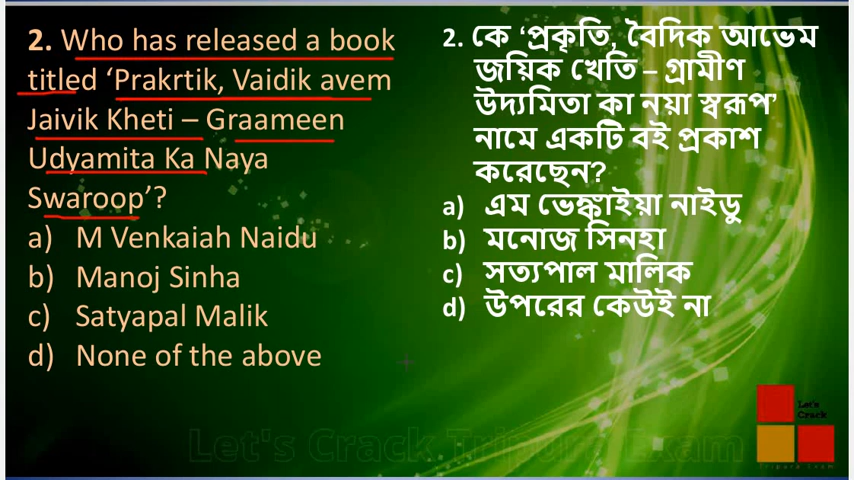 2. Who has released a book
titled ‘Prakrtik, Vaidik avem
Jaivik Kheti – Graameen
Udyamita Ka Naya
Swaroop’?
a) M Venkaiah Naidu
b) Manoj Sinha
c) Satyapal Malik
d) None of the above
2. কে ‘প্রকৃতি, বৈদিক আভেম
জয়িক খেতি – গ্রামীণ
উদ্যমিতা কা নয়া স্বরূপ’
নামে একটি বই প্রকাশ
করেছেন?
a) এম ভেঙ্কাইয়া নাইডু
b) মনোজ সিনহা
c) সত্যপাল মালিক
d) উপরের কেউই না
Let's Crack Tripura Exam
Let's
Crack
Tripura Exam